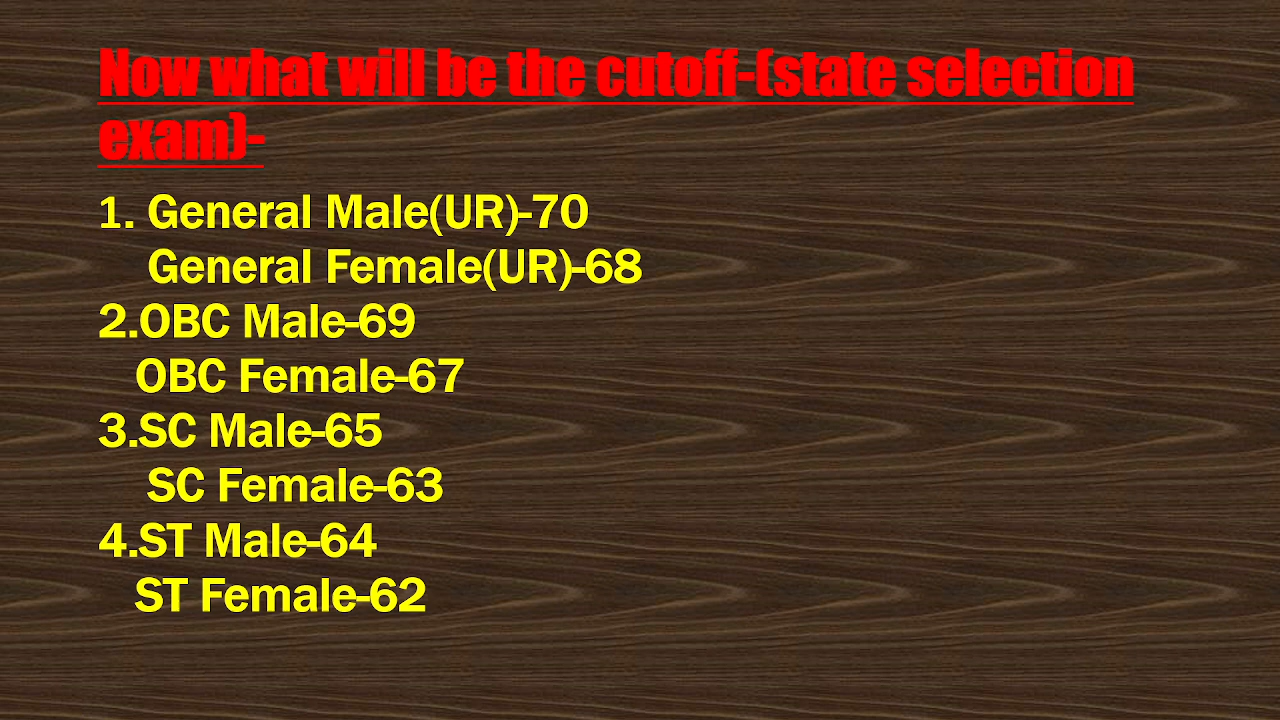 Now what will be the cutoff-(state selection
exam)-
1. General Male(UR)-70
General Female(UR)-68
2.OBC Male-69
OBC Female-67
3.SC Male-65
SC Female-63
4.ST Male-64
ST Female-62